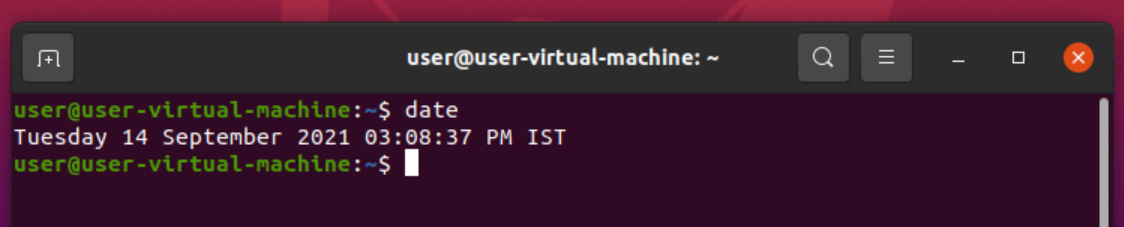 user@user-virtual-machine: ~
user@user-virtual-machine:~$ date
Tuesday 14 September 2021 03:08:37 PM IST
user@user-virtual-machine:~$